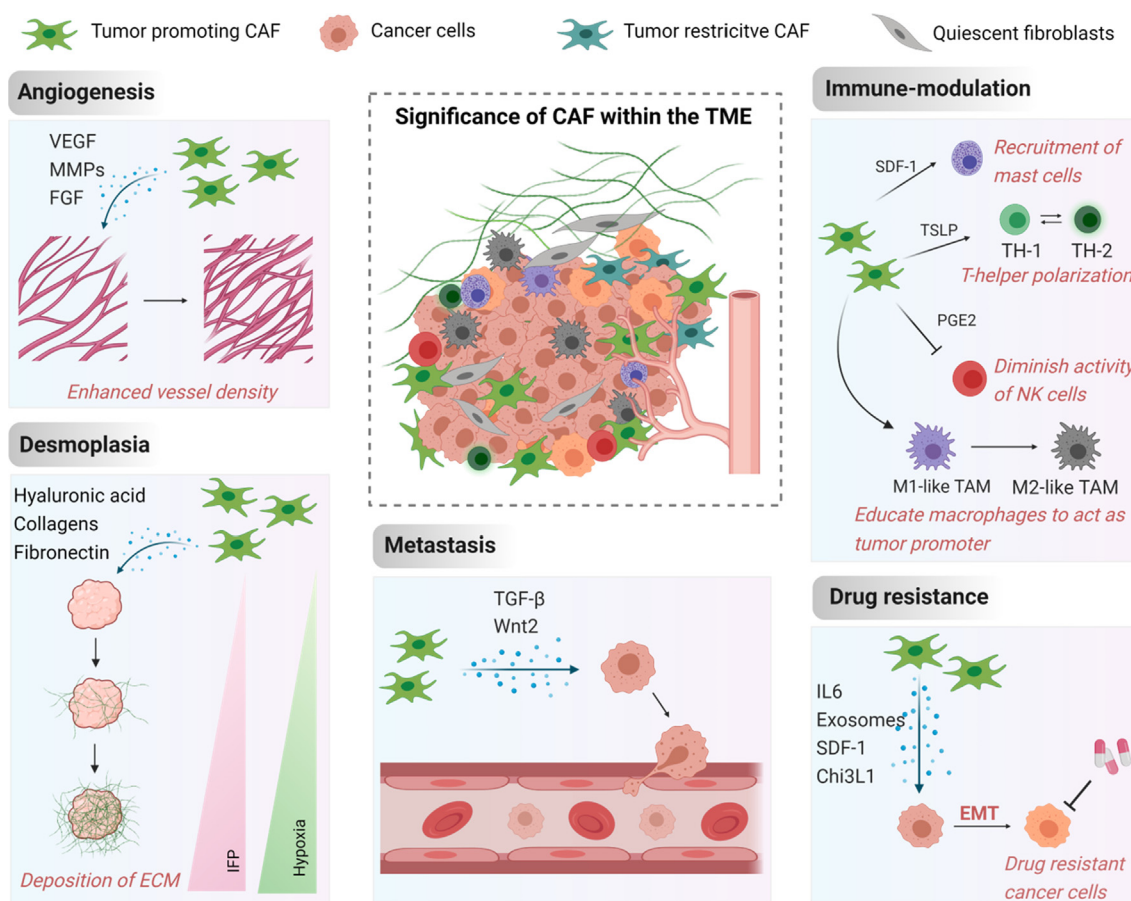 Tumor promoting CAF
Cancer cells
Tumor restricitve CAF
Quiescent fibroblasts
Angiogenesis
VEGF
MMPs
FGF
Enhanced vessel density
Desmoplasia
Hyaluronic acid
Collagens
Fibronectin
IFP
Hypoxia
Deposition of ECM
Significance of CAF within the TME
Metastasis
TGF-β
Wnt2
Immune-modulation
SDF-1
Recruitment of
mast cells
TSLP
TH-1
TH-2
T-helper polarization
PGE2
Diminish activity
of NK cells
M1-like TAM
M2-like TAM
Educate macrophages to act as
tumor promoter
Drug resistance
IL6
Exosomes
SDF-1
Chi3L1
EMT
Drug resistant
cancer cells